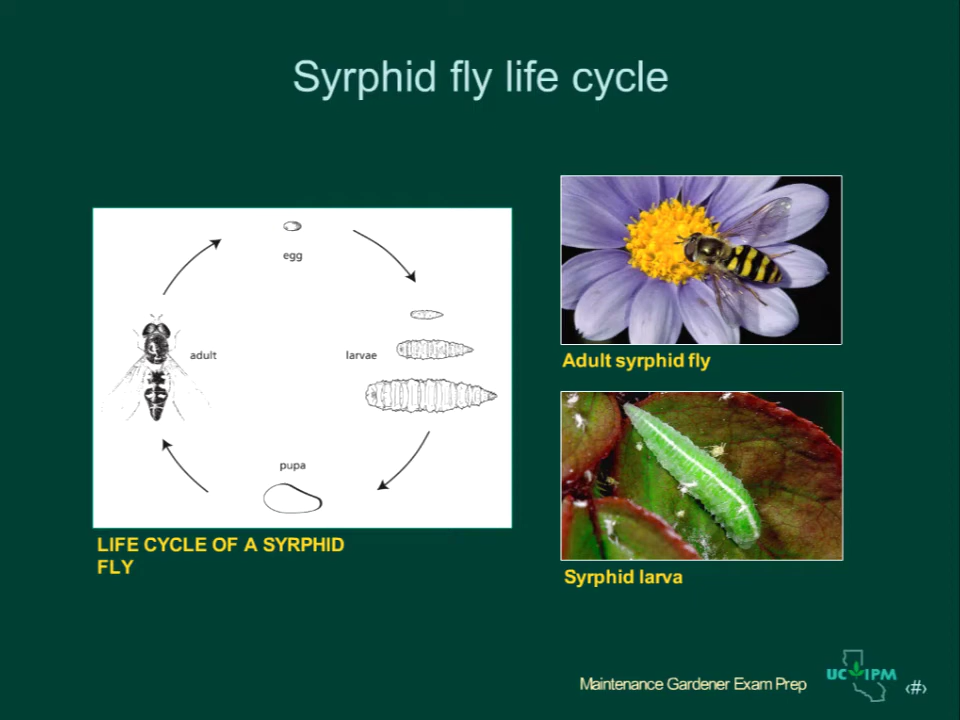 Syrphid fly life cycle
egg
adult
larvae
pupa
LIFE CYCLE OF A SYRPHID
FLY
Adult syrphid fly
Syrphid larva
Maintenance Gardener Exam Prep
UC IPM
‹#›